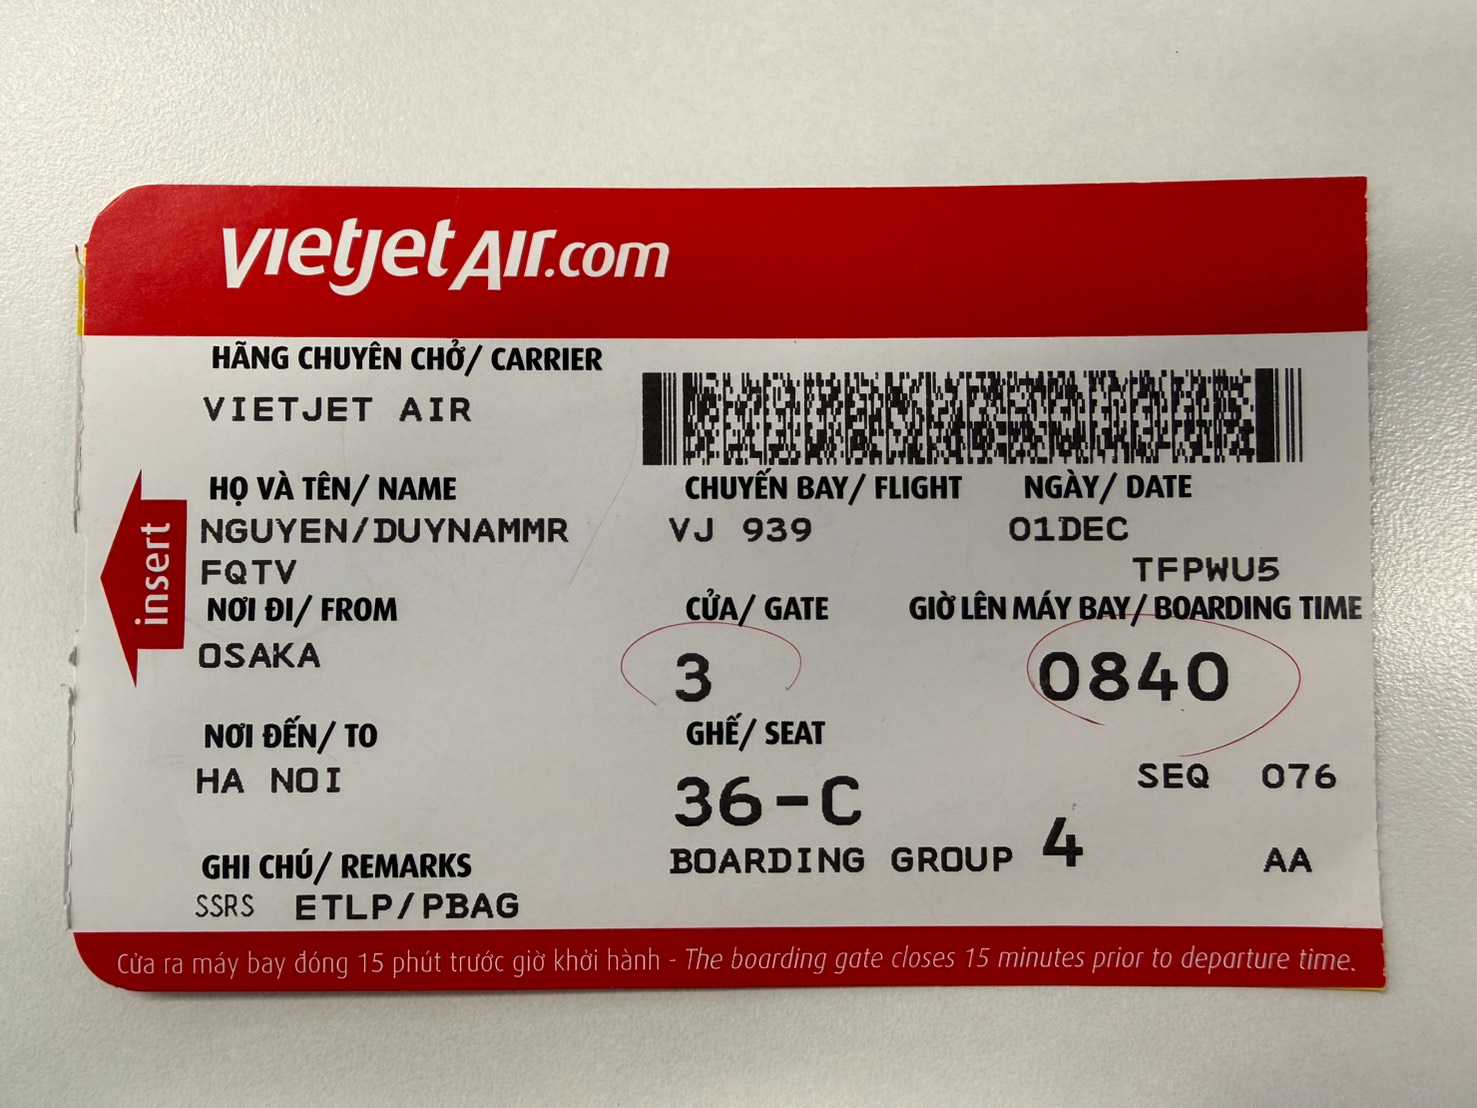 vietjetAir.com
HÃNG CHUYÊN CHỞ/ CARRIER
VIETJET AIR
HỌ VÀ TÊN/ NAME
CHUYẾN BAY/ FLIGHT
NGÀY/ DATE
NGUYEN/DUYNAMMR
VJ 939
01DEC
FQTV
TFPWU5
NƠI ĐI/ FROM
CỬA/ GATE
GIỜ LÊN MÁY BAY/ BOARDING TIME
OSAKA
3
0840
NƠI ĐẾN/ TO
GHẾ/ SEAT
HA NOI
36-C
SEQ 076
GHI CHÚ/ REMARKS
BOARDING GROUP 4
AA
SSRS ETLP/PBAG
insert
Cửa ra máy bay đóng 15 phút trước giờ khởi hành - The boarding gate closes 15 minutes prior to departure time.